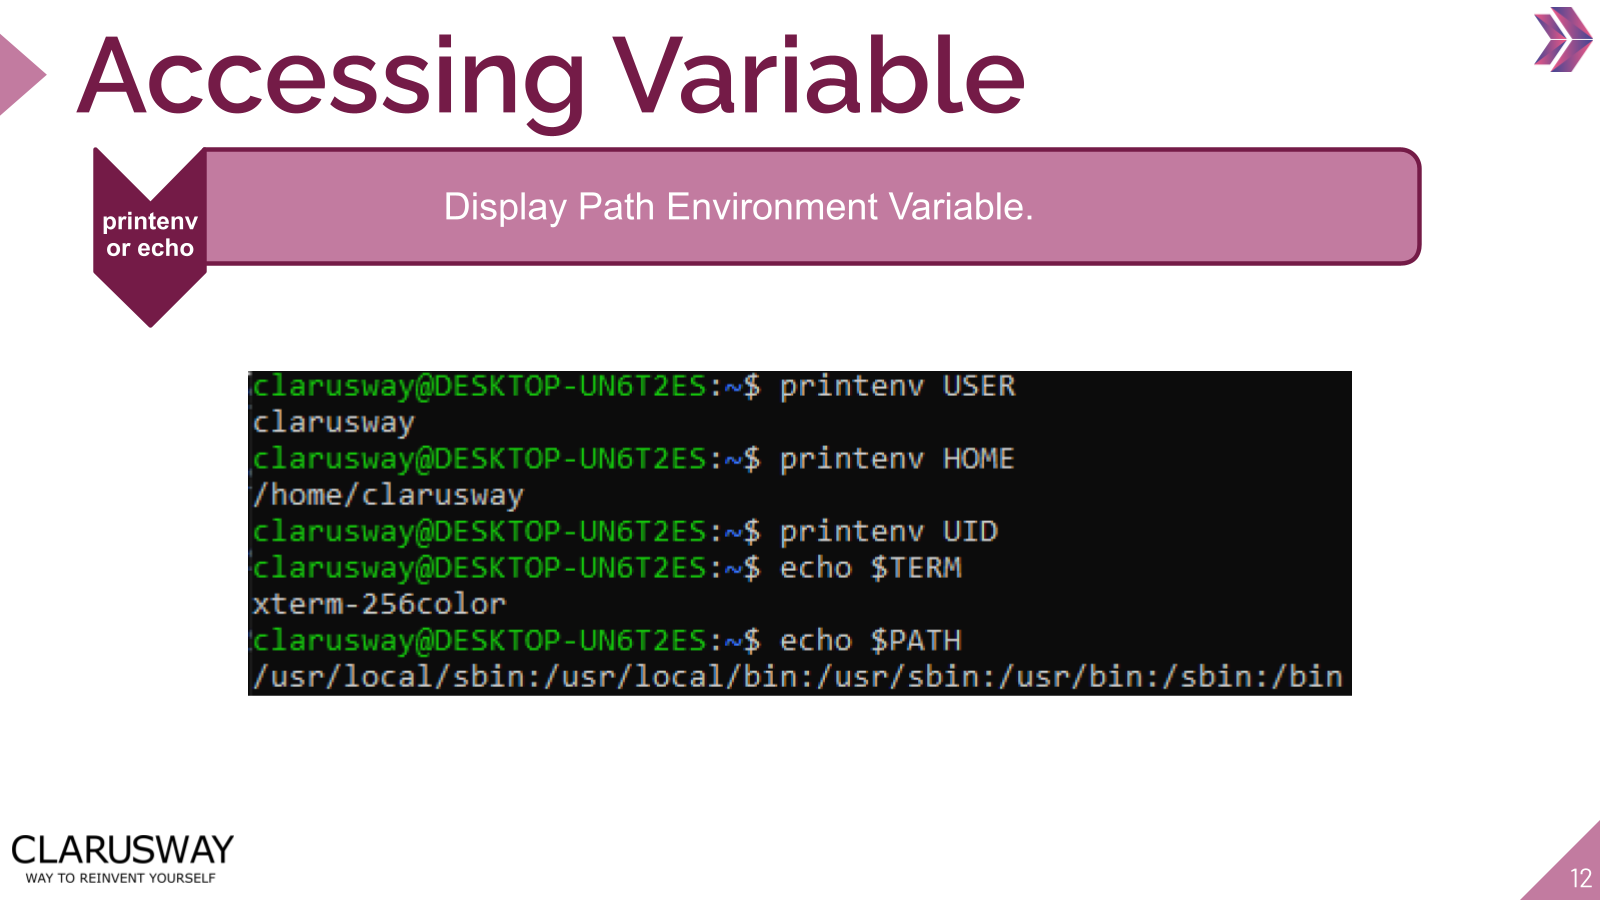 Accessing Variable
printenv
or echo
Display Path Environment Variable.
clarusway@DESKTOP-UN6T2ES:~$ printenv USER
clarusway
clarusway@DESKTOP-UN6T2ES:~$ printenv HOME
/home/clarusway
clarusway@DESKTOP-UN6T2ES:~$ printenv UID
clarusway@DESKTOP-UN6T2ES:~$ echo $TERM
xterm-256color
clarusway@DESKTOP-UN6T2ES:~$ echo $PATH
/usr/local/sbin:/usr/local/bin:/usr/sbin:/usr/bin:/sbin:/bin
CLARUSWAY
WAY TO REINVENT YOURSELF
12